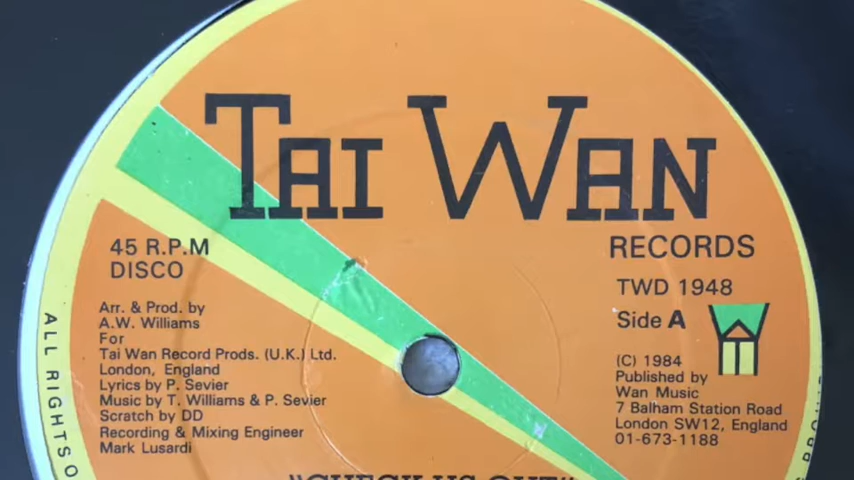 TAI WAN
RECORDS
45 R.P.M
DISCO
TWD 1948
Side A
Arr. & Prod. by
A.W. Williams
For
Tai Wan Record Prods. (U.K.) Ltd.
London, England
Lyrics by P. Sevier
Music by T. Williams & P. Sevier
Scratch by DD
Recording & Mixing Engineer
Mark Lusardi
(C) 1984
Published by
Wan Music
7 Balham Station Road
London SW12, England
01-673-1188
ALL RIGHTS O
"CHECK US OUT"